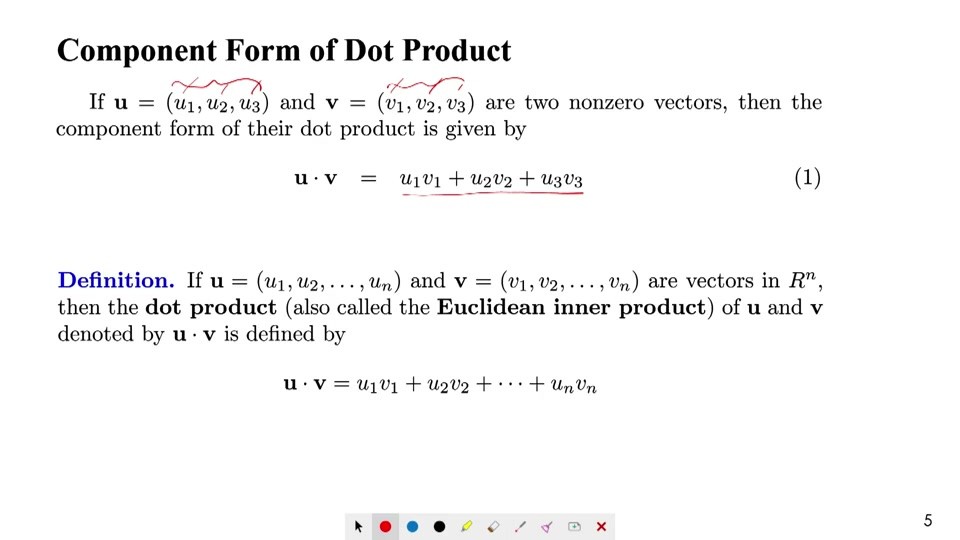 Component Form of Dot Product
If u = (u₁, u₂, u₃) and v = (v₁, v₂, v₃) are two nonzero vectors, then the
component form of their dot product is given by
u · v = u₁v₁ + u₂v₂ + u₃v₃ (1)
Definition. If u = (u₁, u₂, . . . , uₙ) and v = (v₁, v₂, . . . , vₙ) are vectors in Rⁿ,
then the dot product (also called the Euclidean inner product) of u and v
denoted by u · v is defined by
u · v = u₁v₁ + u₂v₂ + · · · + uₙvₙ
5